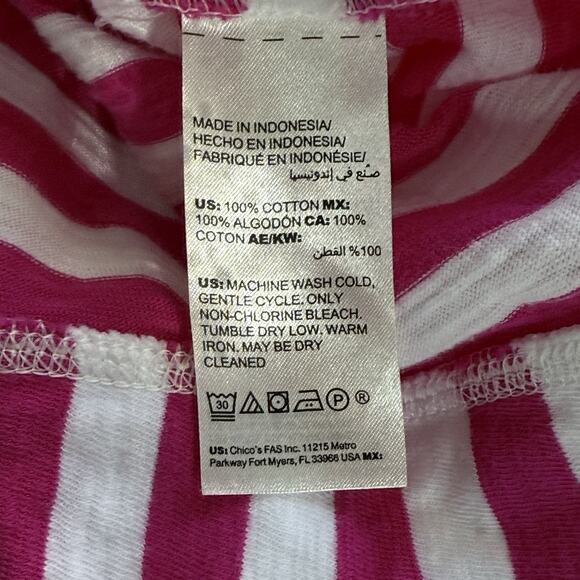 MADE IN INDONESIA/
HECHO EN INDONESIA/
FABRIQUÉ EN INDONÉSIE/
صنع في إندونيسيا
US: 100% COTTON MX:
100% ALGODÓN CA: 100%
COTON AE/KW:
100% القطن
US: MACHINE WASH COLD,
GENTLE CYCLE. ONLY
NON-CHLORINE BLEACH.
TUMBLE DRY LOW. WARM
IRON. MAY BE DRY
CLEANED
30 P ®
US: Chico's FAS Inc. 11215 Metro
Parkway Fort Myers, FL 33966 USA MX: